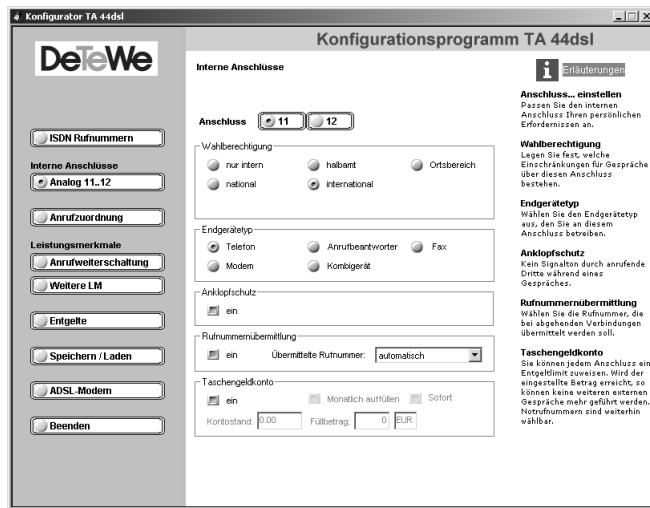 Konfigurator TA 44dsl
DeTeWe
Konfigurationsprogramm TA 44dsl
ISDN Rufnummern
Interne Anschlüsse
Analog 11..12
Anrufzuordnung
Leistungsmerkmale
Anrufweiterschaltung
Weitere LM
Entgelte
Speichern / Laden
ADSL-Modem
Beenden
Interne Anschlüsse
Anschluss 11 12
Wahlberechtigung
nur intern halbamt Ortsbereich
national international
Endgerätetyp
Telefon Anrufbeantworter Fax
Modem Kombigerät
Anklopfschutz
ein
Rufnummernübermittlung
ein Übermittelte Rufnummer: automatisch
Taschengeldkonto
ein Monatlich auffüllen Sofort
Kontostand: 0.00 Füllbetrag: 0 EUR
i Erläuterungen
Anschluss... einstellen
Passen Sie den internen
Anschluss Ihren persönlichen
Erfordernissen an.
Wahlberechtigung
Legen Sie fest, welche
Einschränkungen für Gespräche
über diesen Anschluss
bestehen.
Endgerätetyp
Wählen Sie den Endgerätetyp
aus, den Sie an diesem
Anschluss betreiben.
Anklopfschutz
Kein Signalton durch anrufende
Dritte während eines
Gespräches.
Rufnummernübermittlung
Wählen Sie die Rufnummer, die
bei abgehenden Verbindungen
übermittelt werden soll.
Taschengeldkonto
Sie können jedem Anschluss ein
Entgeltlimit zuweisen. Wird der
eingestellte Betrag erreicht, so
können keine weiteren externen
Gespräche mehr geführt werden.
Notrufnummern sind weiterhin
wählbar.